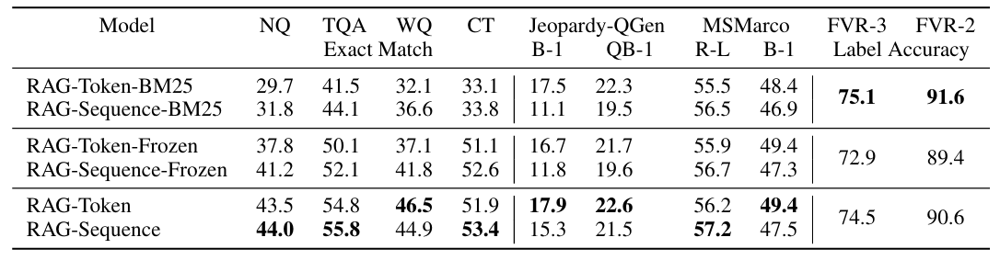 Model NQ TQA WQ CT Jeopardy-QGen MSMarco FVR-3 FVR-2
Exact Match B-1 QB-1 R-L B-1 Label Accuracy
RAG-Token-BM25 29.7 41.5 32.1 33.1 17.5 22.3 55.5 48.4 75.1 91.6
RAG-Sequence-BM25 31.8 44.1 36.6 33.8 11.1 19.5 56.5 46.9
RAG-Token-Frozen 37.8 50.1 37.1 51.1 16.7 21.7 55.9 49.4 72.9 89.4
RAG-Sequence-Frozen 41.2 52.1 41.8 52.6 11.8 19.6 56.7 47.3
RAG-Token 43.5 54.8 46.5 51.9 17.9 22.6 56.2 49.4 74.5 90.6
RAG-Sequence 44.0 55.8 44.9 53.4 15.3 21.5 57.2 47.5